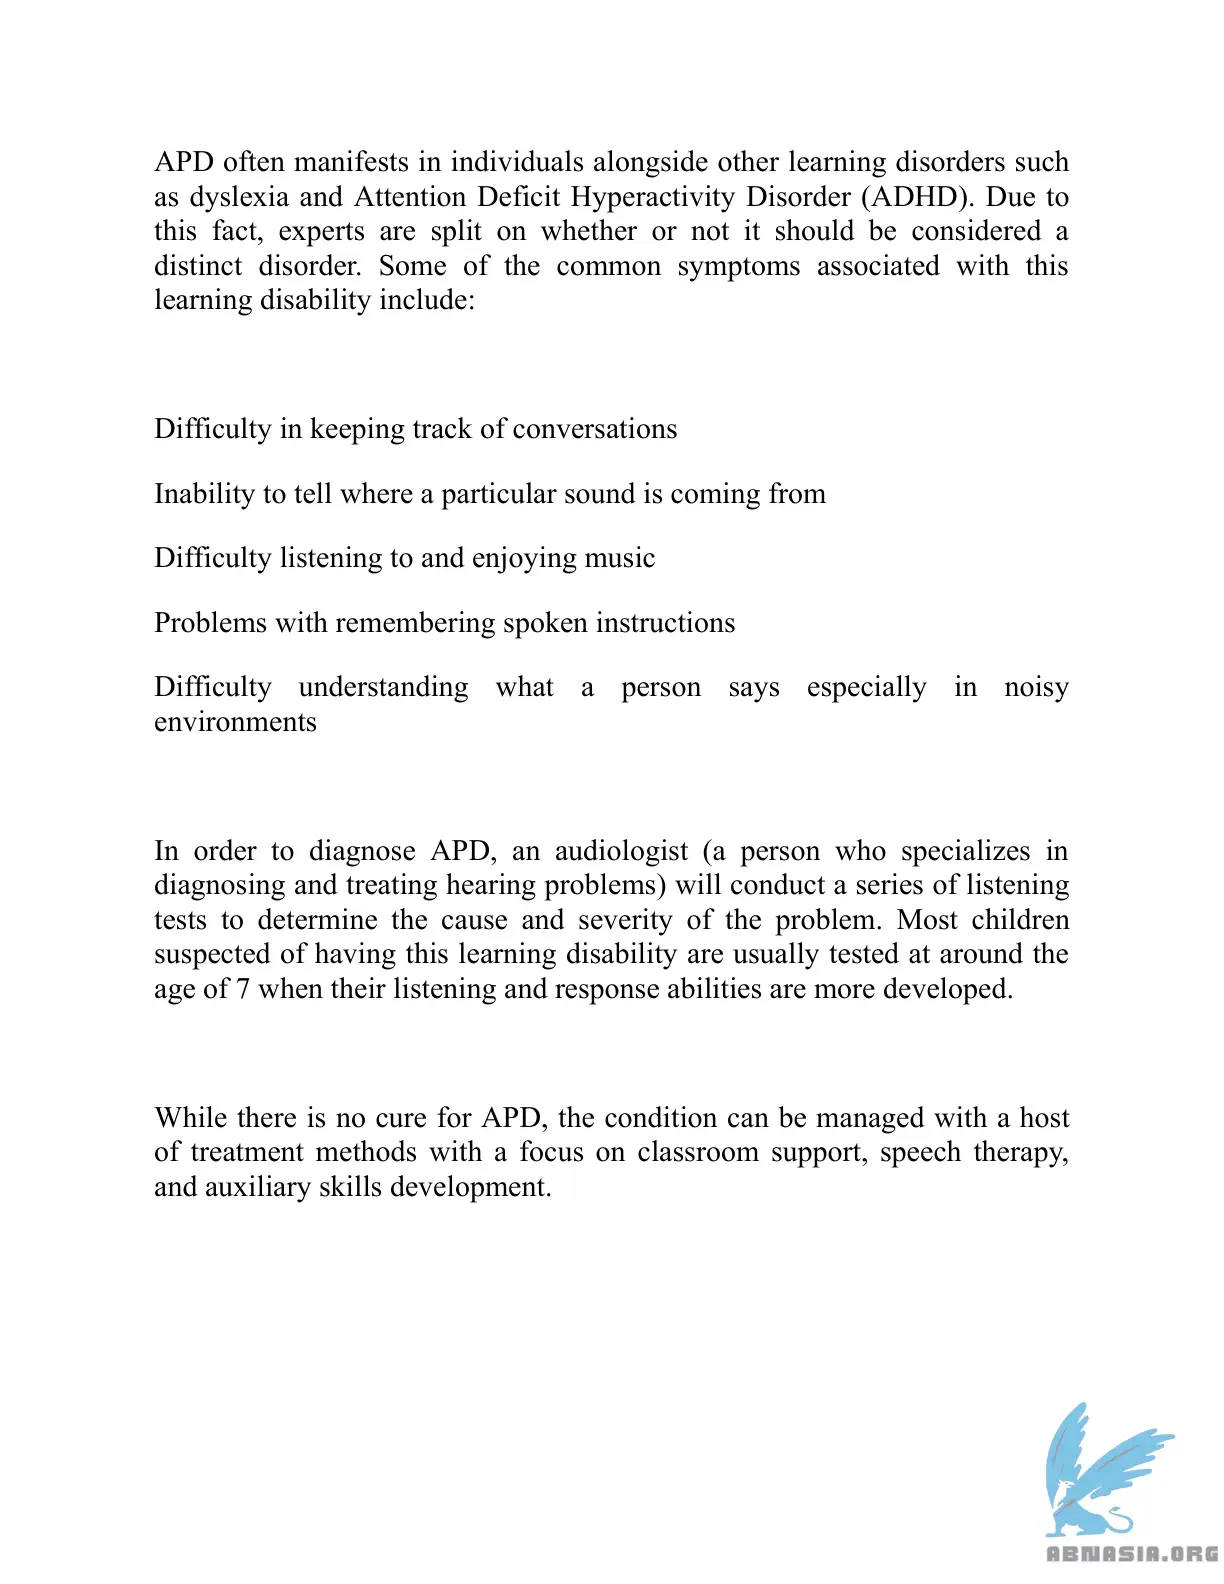 APD often manifests in individuals alongside other learning disorders such
as dyslexia and Attention Deficit Hyperactivity Disorder (ADHD). Due to
this fact, experts are split on whether or not it should be considered a
distinct disorder. Some of the common symptoms associated with this
learning disability include:
Difficulty in keeping track of conversations
Inability to tell where a particular sound is coming from
Difficulty listening to and enjoying music
Problems with remembering spoken instructions
Difficulty understanding what a person says especially in noisy
environments
In order to diagnose APD, an audiologist (a person who specializes in
diagnosing and treating hearing problems) will conduct a series of listening
tests to determine the cause and severity of the problem. Most children
suspected of having this learning disability are usually tested at around the
age of 7 when their listening and response abilities are more developed.
While there is no cure for APD, the condition can be managed with a host
of treatment methods with a focus on classroom support, speech therapy,
and auxiliary skills development.
ABNASIA.ORG